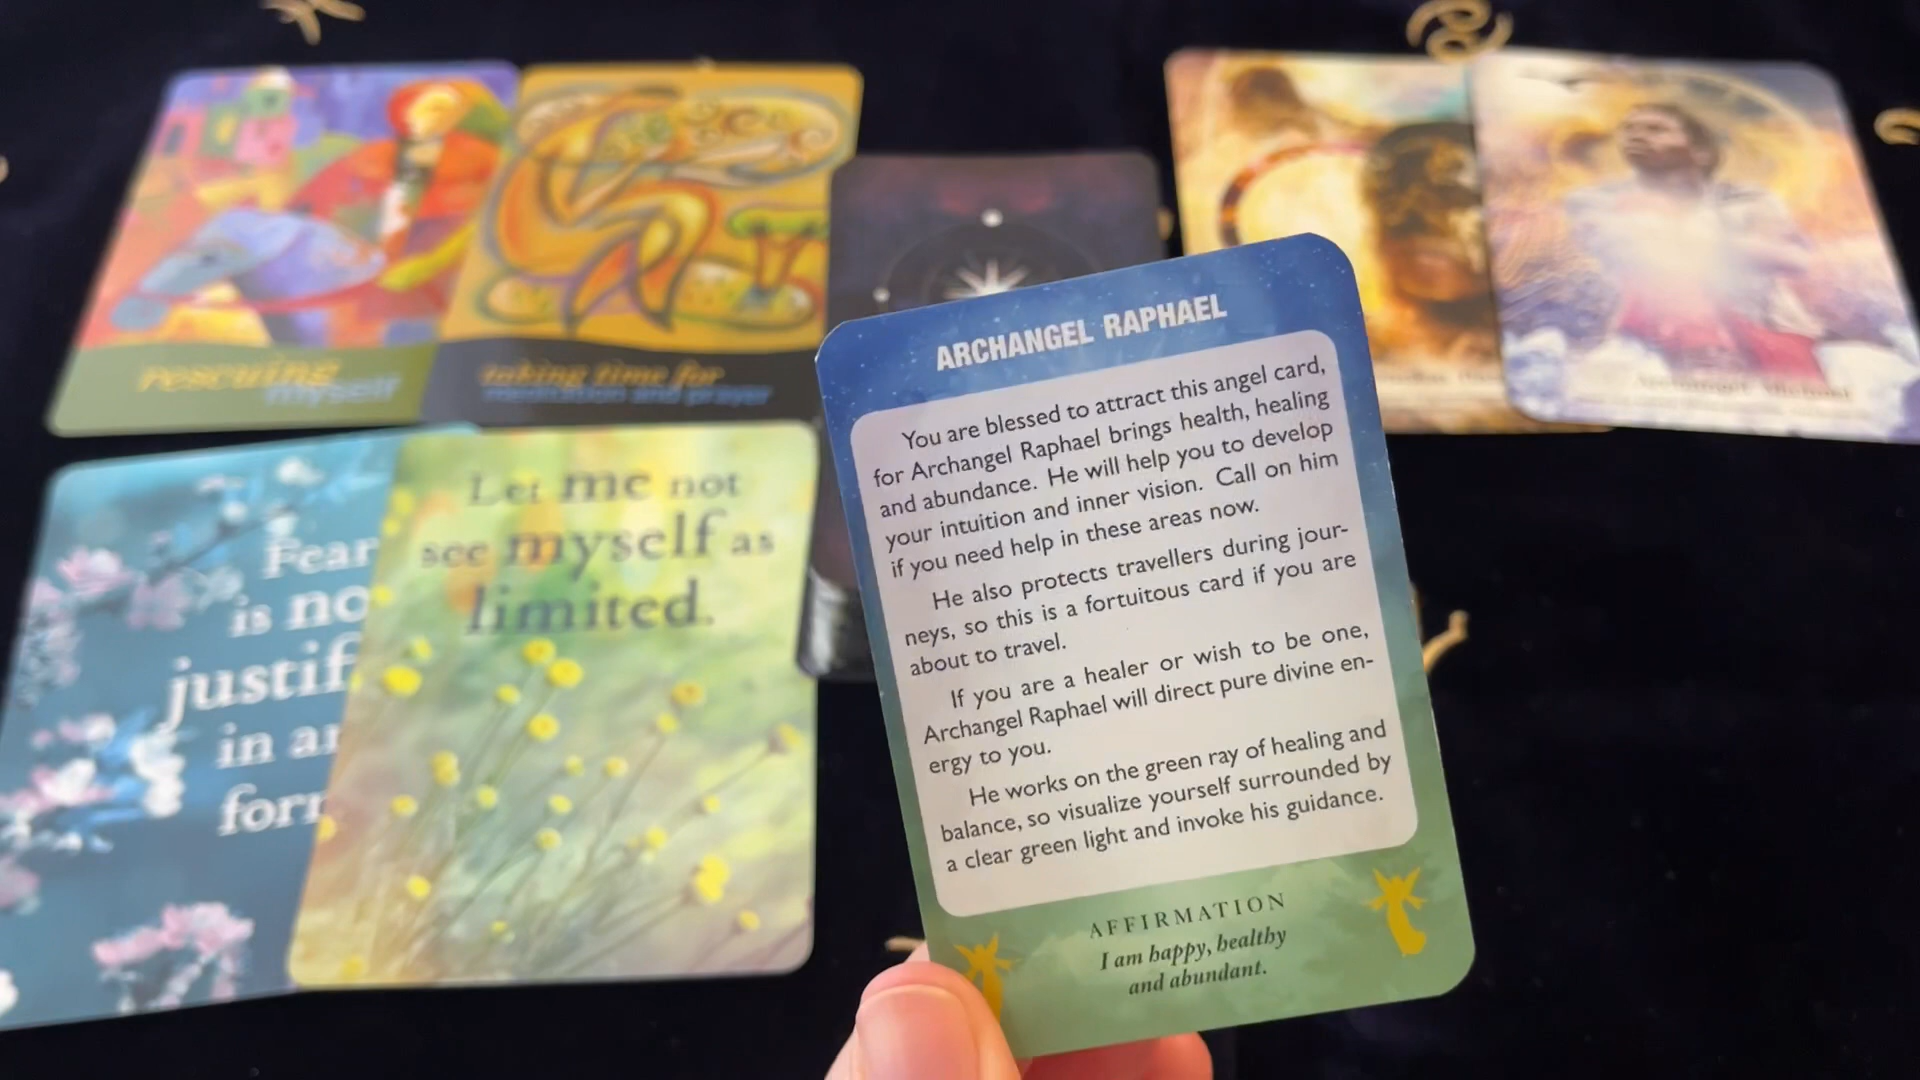 rescuing
myself
taking time for
meditation and prayer
Archangel Michael
Fear
is no
justif
in an
for
Let me not
see myself as
limited.
ARCHANGEL RAPHAEL
You are blessed to attract this angel card,
for Archangel Raphael brings health, healing
and abundance. He will help you to develop
your intuition and inner vision. Call on him
if you need help in these areas now.
He also protects travellers during jour-
neys, so this is a fortuitous card if you are
about to travel.
If you are a healer or wish to be one,
Archangel Raphael will direct pure divine en-
ergy to you.
He works on the green ray of healing and
balance, so visualize yourself surrounded by
a clear green light and invoke his guidance.
AFFIRMATION
I am happy, healthy
and abundant.